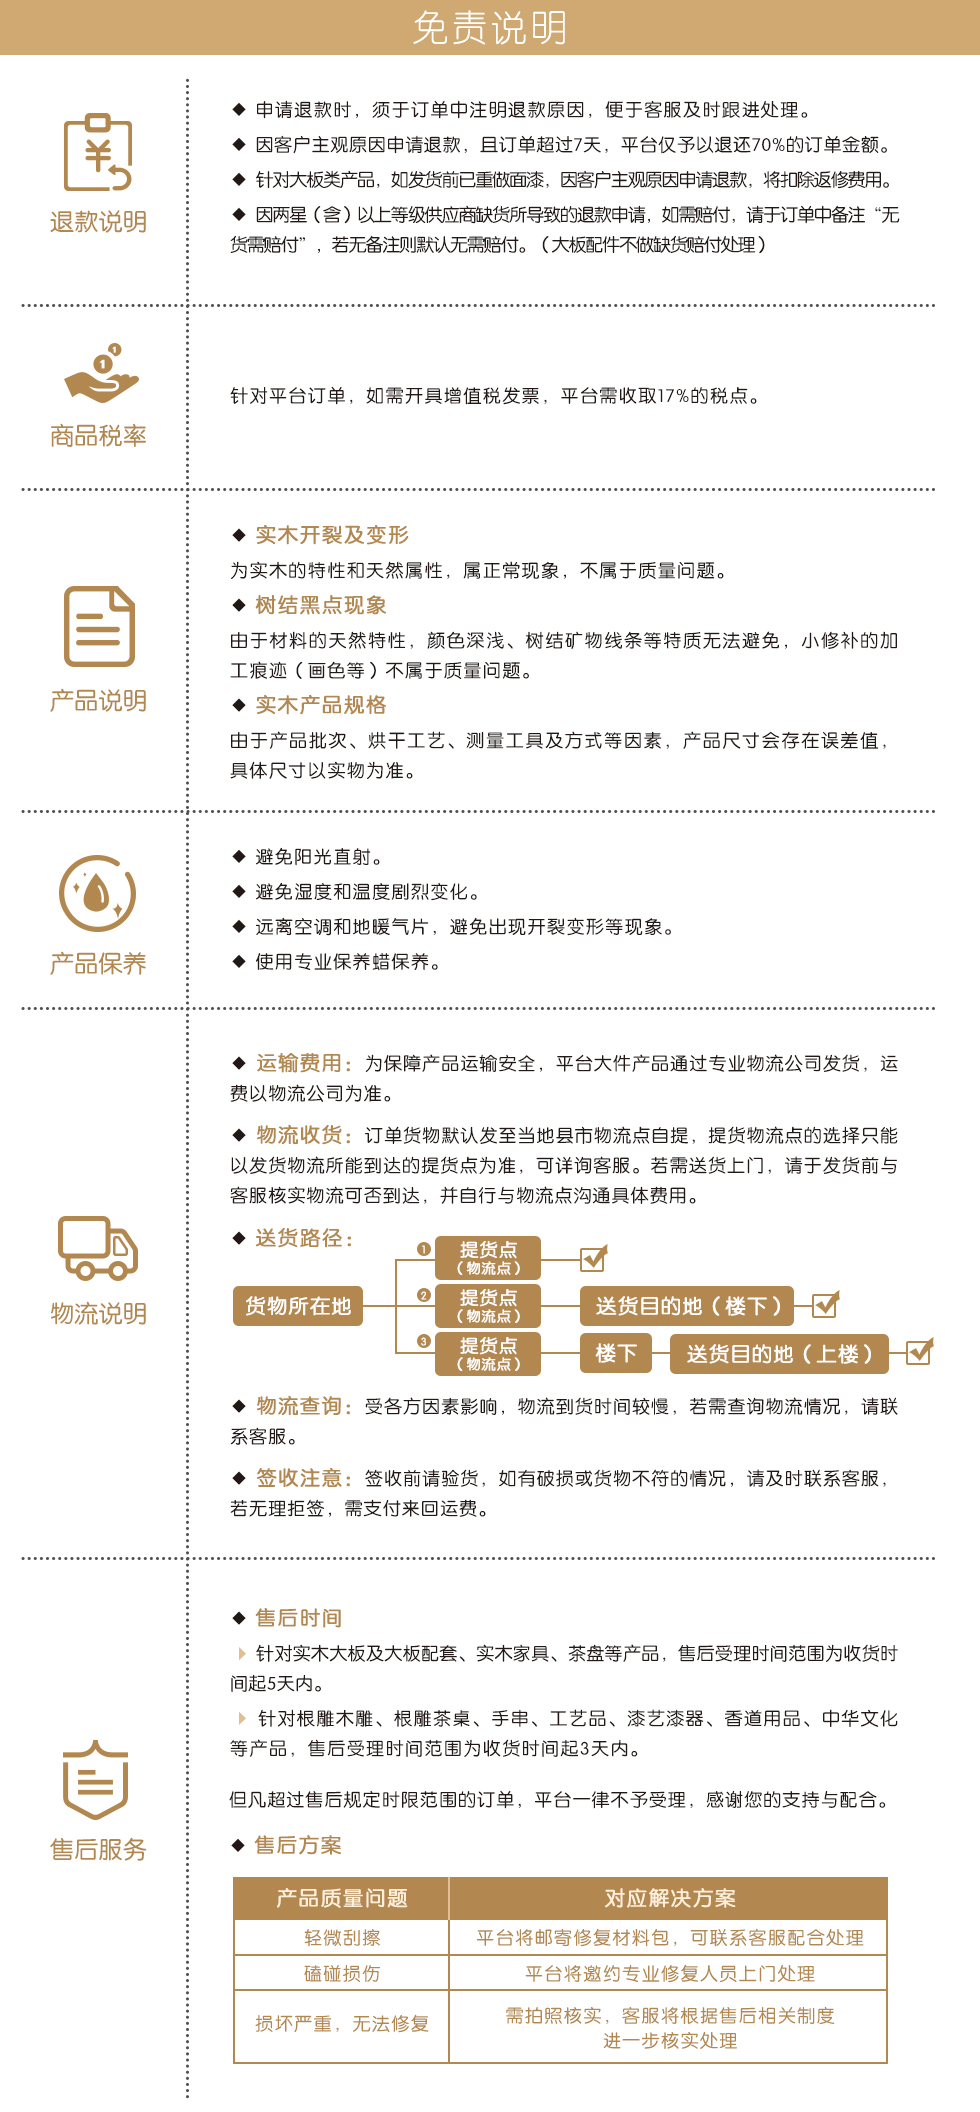 免责说明
退款说明
◆ 申请退款时，须于订单中注明退款原因，便于客服及时跟进处理。
◆ 因客户主观原因申请退款，且订单超过7天，平台仅予以退还70%的订单金额。
◆ 针对大板类产品，如发货前已重做面漆，因客户主观原因申请退款，将扣除返修费用。
◆ 因两星（含）以上等级供应商缺货所导致的退款申请，如需赔付，请于订单中备注“无
货需赔付”，若无备注则默认无需赔付。（大板配件不做缺货赔付处理）
商品税率
针对平台订单，如需开具增值税发票，平台需收取17%的税点。
产品说明
◆ 实木开裂及变形
为实木的特性和天然属性，属正常现象，不属于质量问题。
◆ 树结黑点现象
由于材料的天然特性，颜色深浅、树结矿物线条等特质无法避免，小修补的加
工痕迹（画色等）不属于质量问题。
◆ 实木产品规格
由于产品批次、烘干工艺、测量工具及方式等因素，产品尺寸会存在误差值，
具体尺寸以实物为准。
产品保养
◆ 避免阳光直射。
◆ 避免湿度和温度剧烈变化。
◆ 远离空调和地暖气片，避免出现开裂变形等现象。
◆ 使用专业保养蜡保养。
物流说明
◆ 运输费用：为保障产品运输安全，平台大件产品通过专业物流公司发货，运
费以物流公司为准。
◆ 物流收货：订单货物默认发至当地县市物流点自提，提货物流点的选择只能
以发货物流所能到达的提货点为准，可详询客服。若需送货上门，请于发货前与
客服核实物流可否到达，并自行与物流点沟通具体费用。
◆ 送货路径：
货物所在地
1 提货点
（物流点）
2 提货点
（物流点）
送货目的地（楼下）
3 提货点
（物流点）
楼下
送货目的地（上楼）
◆ 物流查询：受各方因素影响，物流到货时间较慢，若需查询物流情况，请联
系客服。
◆ 签收注意：签收前请验货，如有破损或货物不符的情况，请及时联系客服，
若无理拒签，需支付来回运费。
售后服务
◆ 售后时间
针对实木大板及大板配套、实木家具、茶盘等产品，售后受理时间范围为收货时
间起5天内。
针对根雕木雕、根雕茶桌、手串、工艺品、漆艺漆器、香道用品、中华文化
等产品，售后受理时间范围为收货时间起3天内。
但凡超过售后规定时限范围的订单，平台一律不予受理，感谢您的支持与配合。
◆ 售后方案
产品质量问题 对应解决方案
轻微刮擦 平台将邮寄修复材料包，可联系客服配合处理
磕碰损伤 平台将邀约专业修复人员上门处理
损坏严重，无法修复 需拍照核实，客服将根据售后相关制度
进一步核实处理